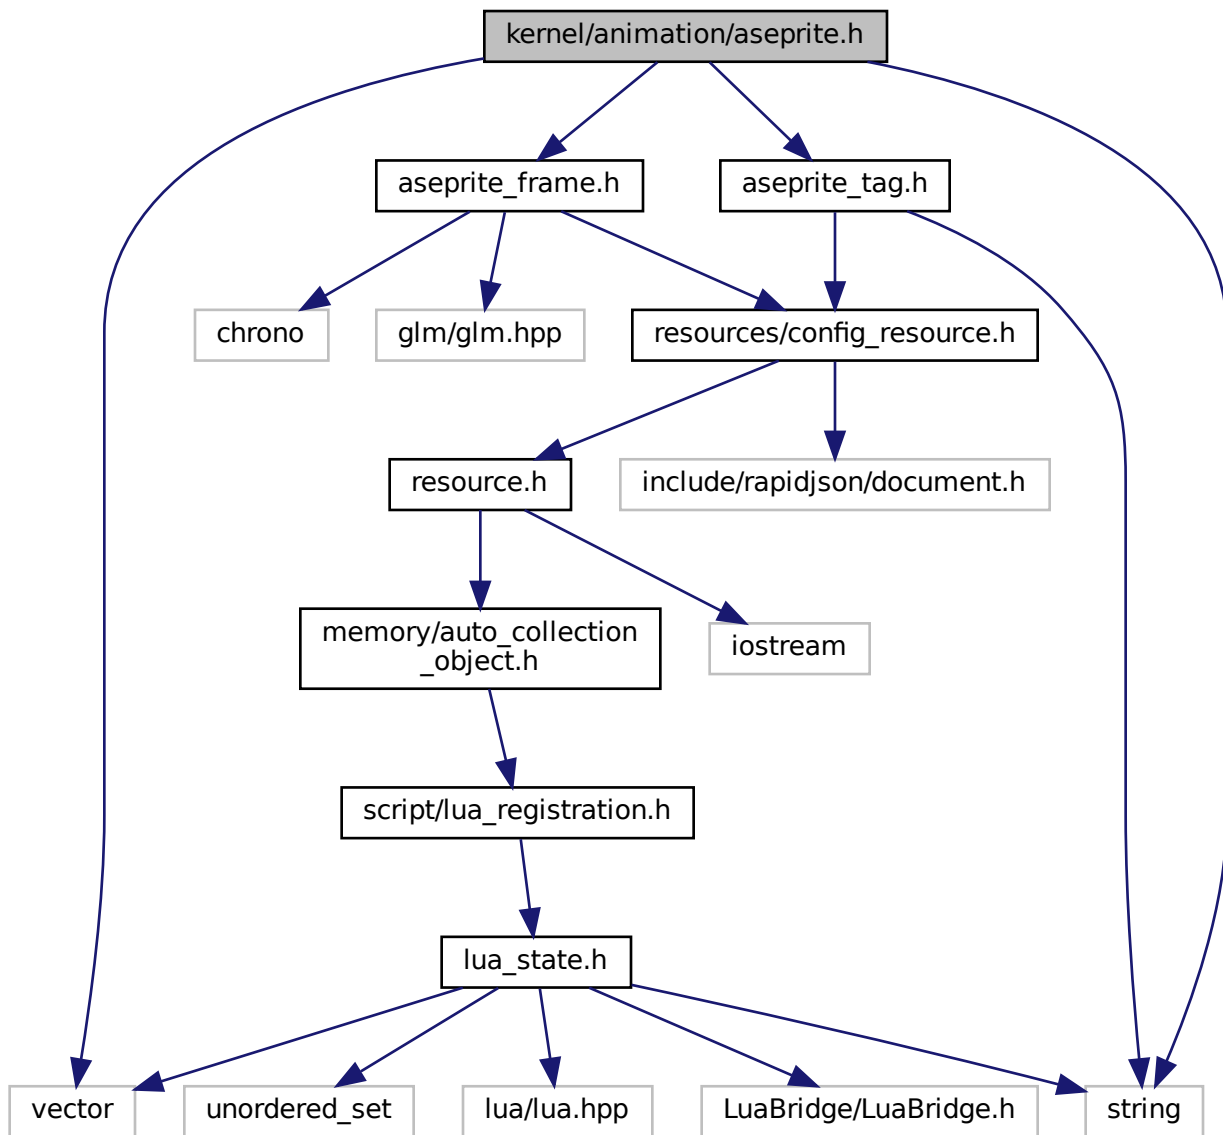 kernel/animation/aseprite.h
aseprite_frame.h
aseprite_tag.h
chrono
glm/glm.hpp
resources/config_resource.h
resource.h
include/rapidjson/document.h
memory/auto_collection
_object.h
iostream
script/lua_registration.h
lua_state.h
vector
unordered_set
lua/lua.hpp
LuaBridge/LuaBridge.h
string